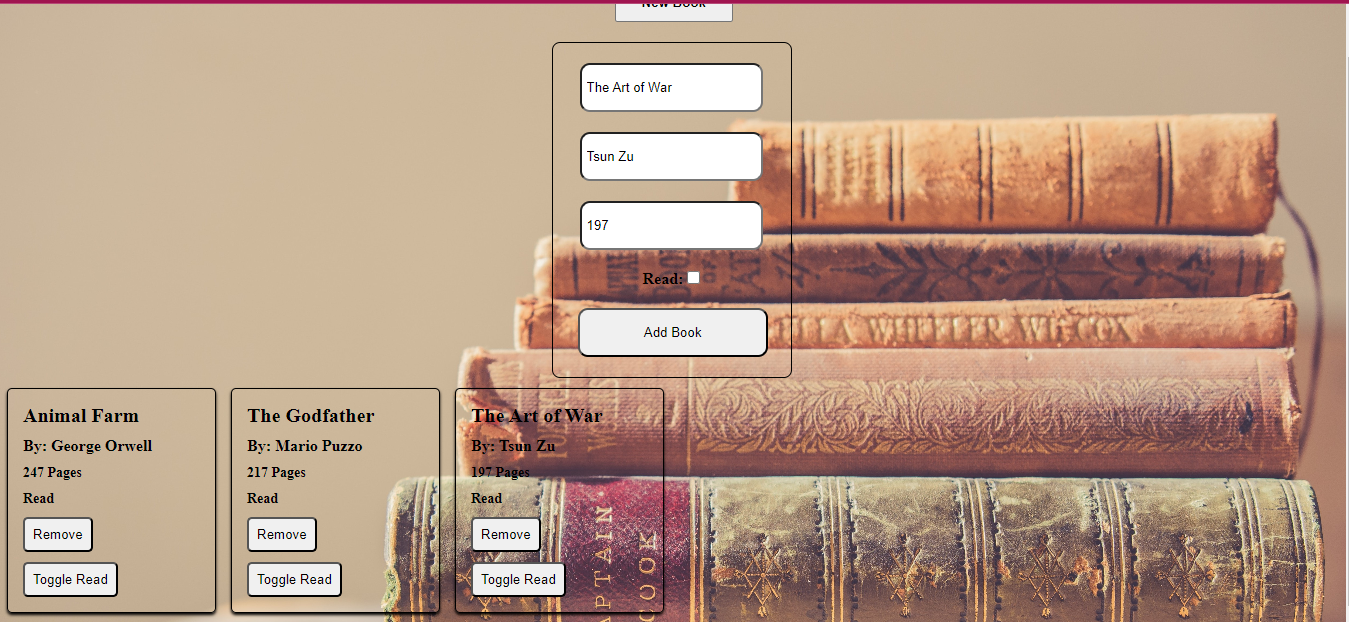 New Book
The Art of War
Tsun Zu
197
Read:
Add Book
Animal Farm
By: George Orwell
247 Pages
Read
Remove
Toggle Read
The Godfather
By: Mario Puzzo
217 Pages
Read
Remove
Toggle Read
The Art of War
By: Tsun Zu
197 Pages
Read
Remove
Toggle Read
ELLA WHEELER WILCOX